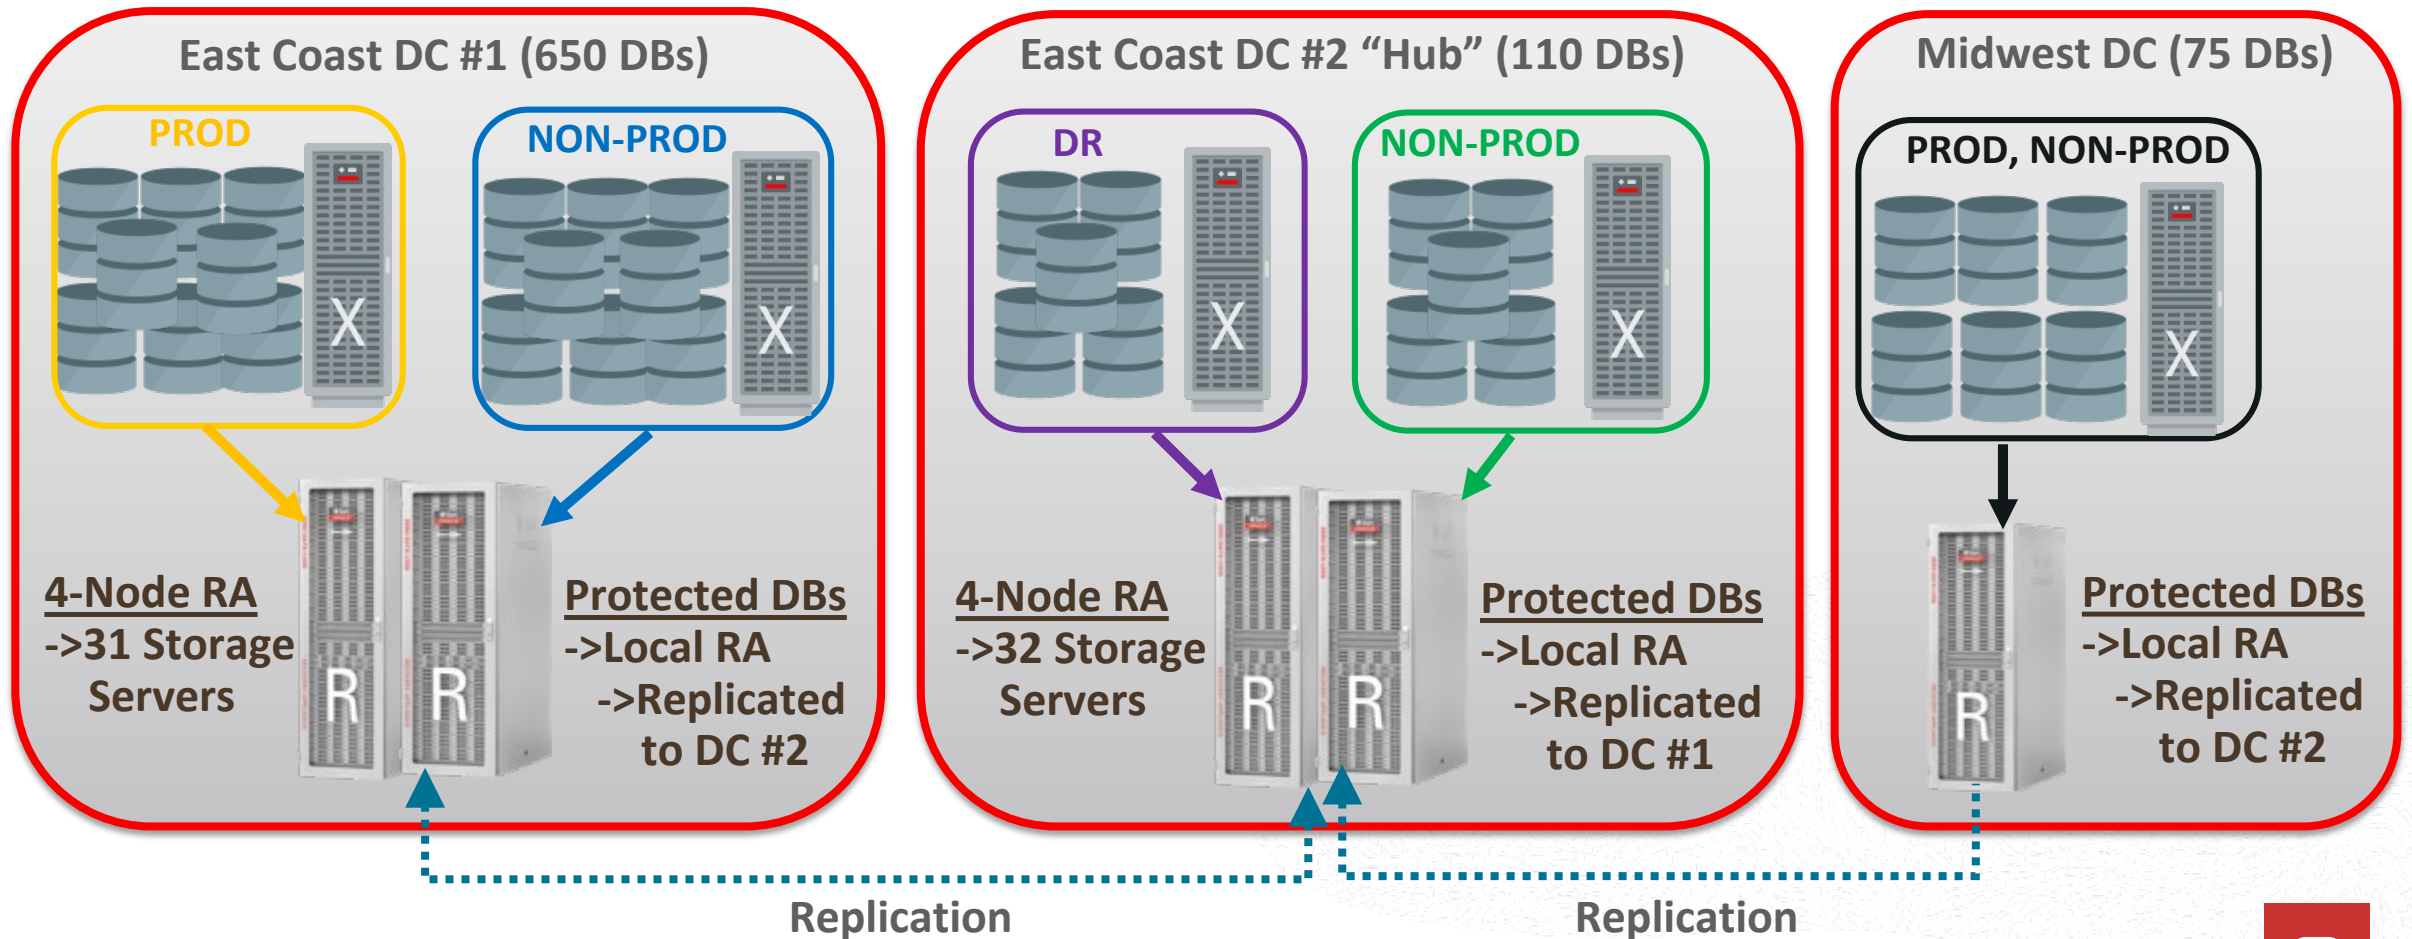 East Coast DC #1 (650 DBs)
PROD
NON-PROD
X
X
4-Node RA
->31 Storage
Servers
R
R
Protected DBs
->Local RA
->Replicated
to DC #2
East Coast DC #2 “Hub” (110 DBs)
DR
NON-PROD
X
X
4-Node RA
->32 Storage
Servers
R
R
Protected DBs
->Local RA
->Replicated
to DC #1
Midwest DC (75 DBs)
PROD, NON-PROD
X
R
Protected DBs
->Local RA
->Replicated
to DC #2
Replication
Replication